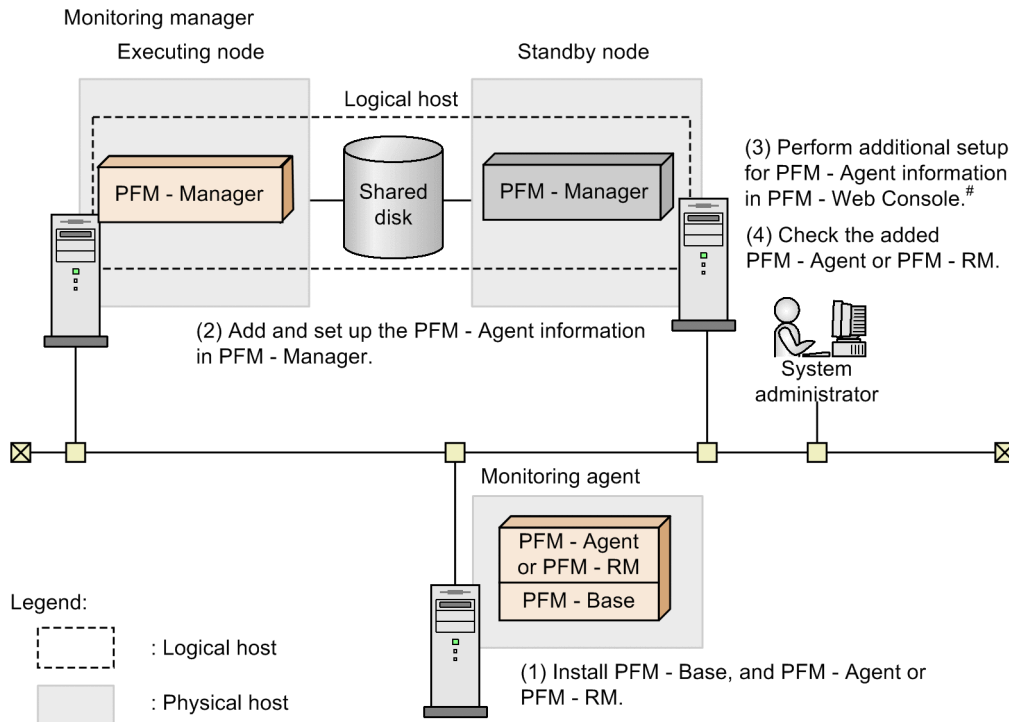 Monitoring manager
Executing node
Standby node
Logical host
PFM - Manager
Shared
disk
PFM - Manager
(3) Perform additional setup
for PFM - Agent information
in PFM - Web Console.#
(4) Check the added
PFM - Agent or PFM - RM.
(2) Add and set up the PFM - Agent information
in PFM - Manager.
System
administrator
Monitoring agent
PFM - Agent
or PFM - RM
PFM - Base
(1) Install PFM - Base, and PFM - Agent or
PFM - RM.
Legend:
: Logical host
: Physical host